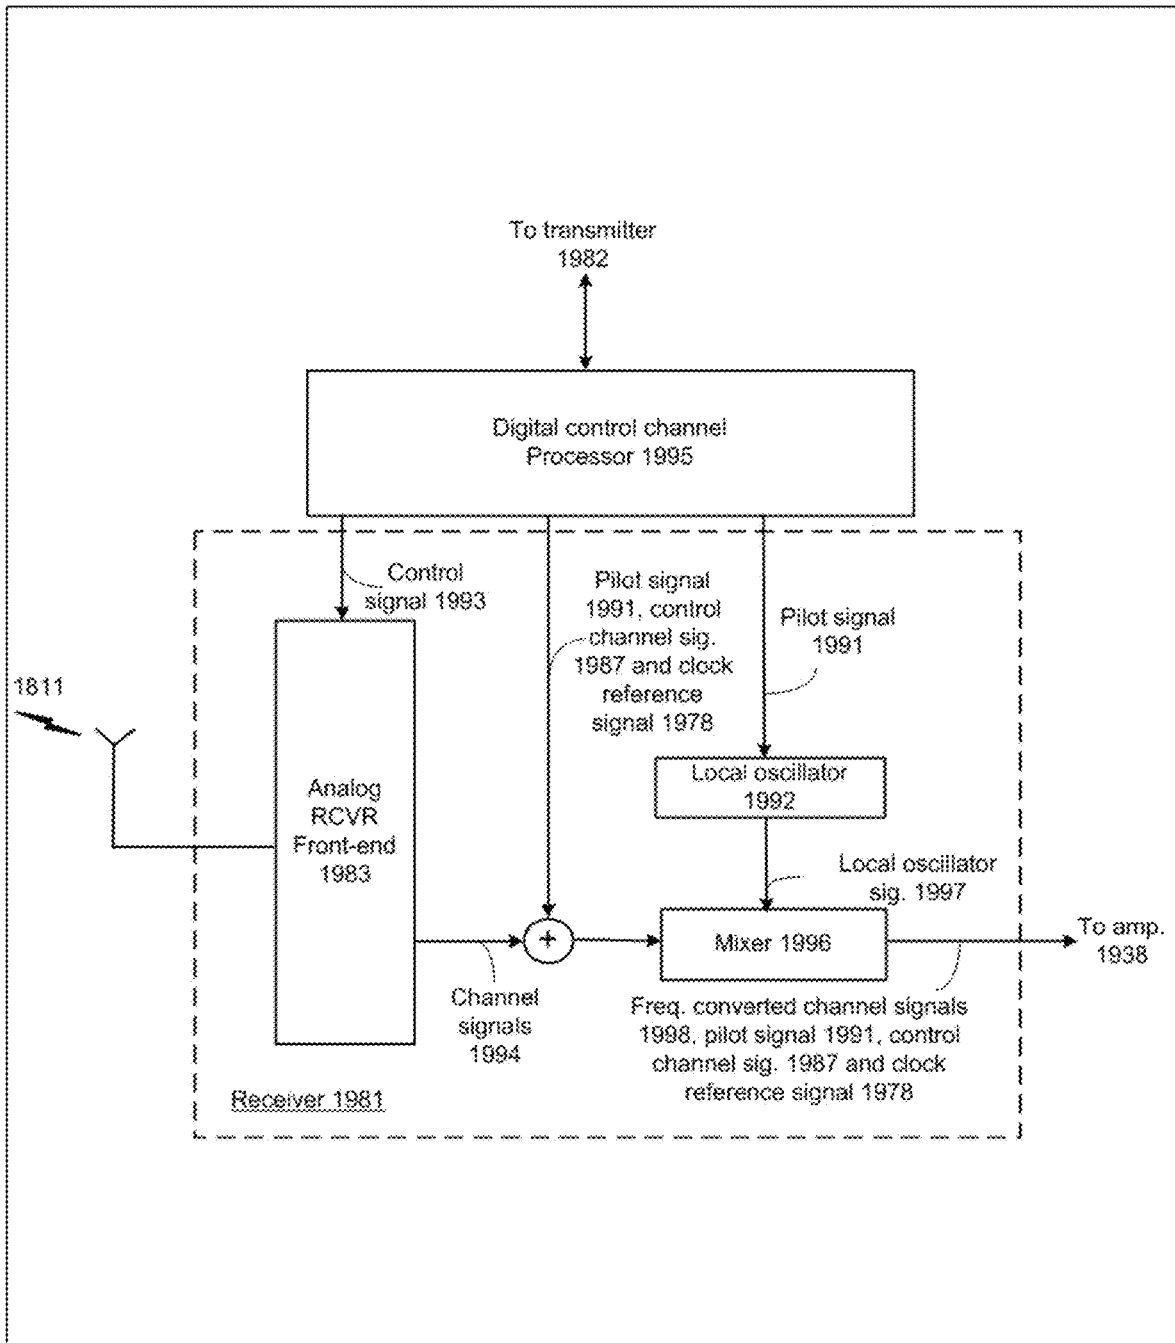 To transmitter
1982
Digital control channel
Processor 1995
Control
signal 1993
Pilot signal
1991, control
channel sig.
1987 and clock
reference
signal 1978
Pilot signal
1991
1811
Analog
RCVR
Front-end
1983
Local oscillator
1992
Local oscillator
sig. 1997
+
Mixer 1996
To amp.
1938
Channel
signals
1994
Freq. converted channel signals
1998, pilot signal 1991, control
channel sig. 1987 and clock
reference signal 1978
Receiver 1981